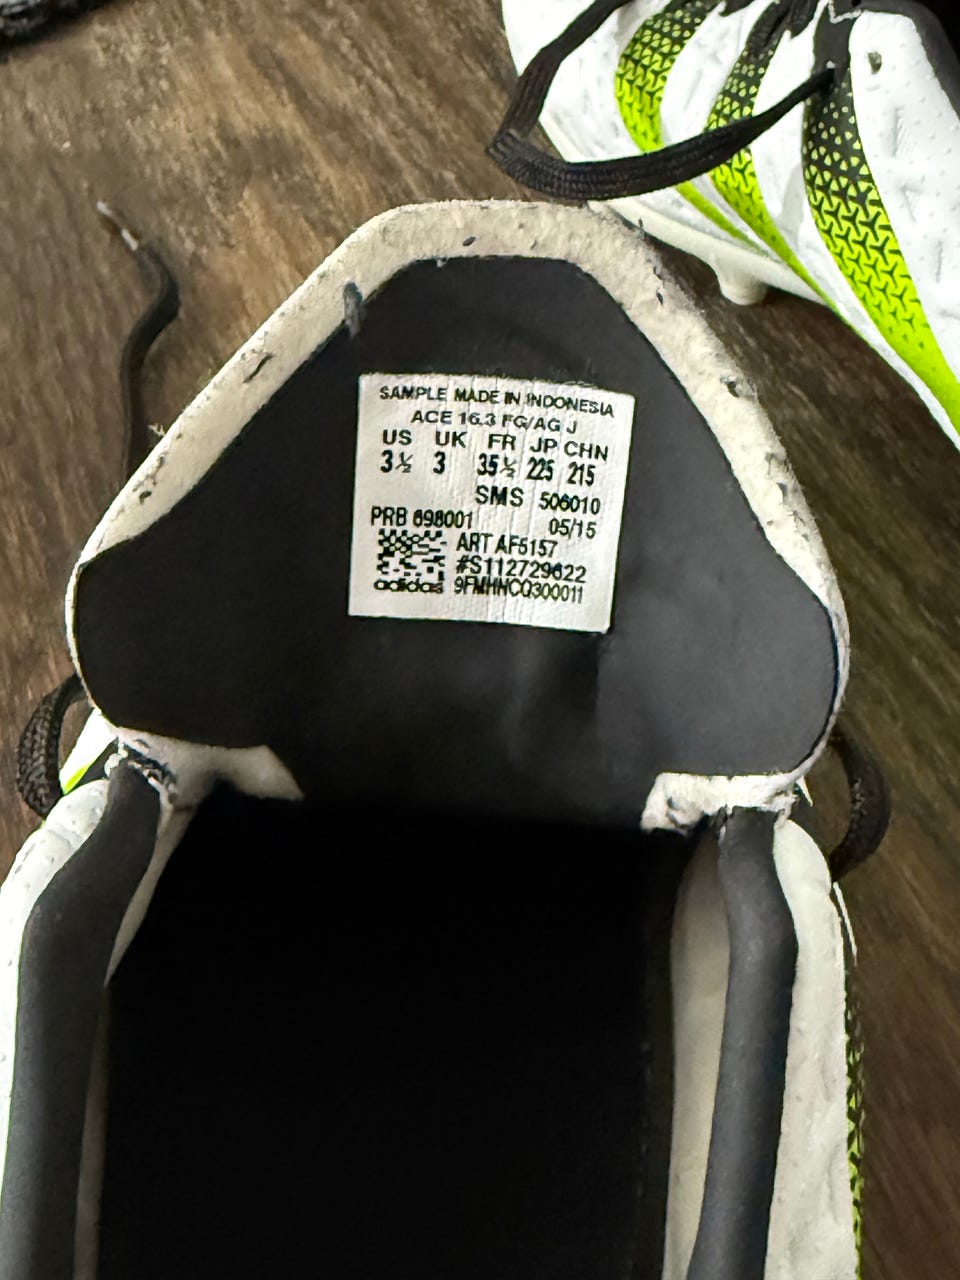 SAMPLE MADE IN INDONESIA
ACE 16.3 FG/AG J
US UK FR JP CHN
3½ 3 35½ 225 215
SMS 506010
PRB 698001 05/15
ART AF5157
#S112729622
adidas 9FMHHCQ300011